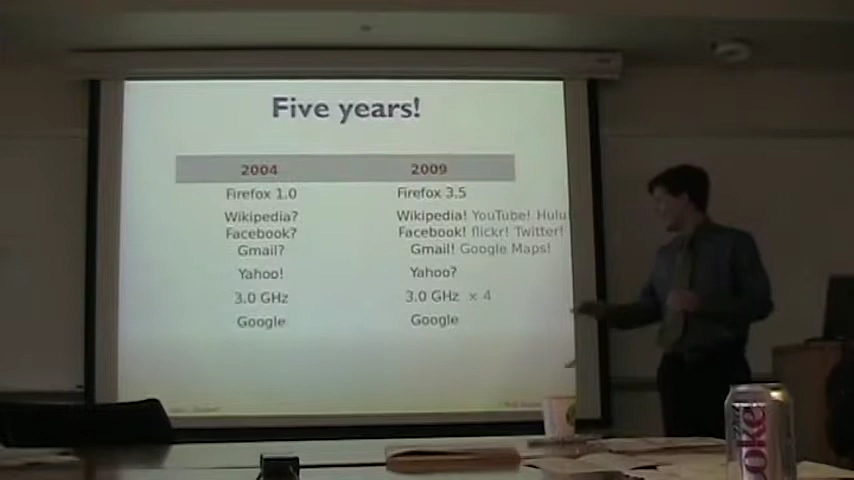 Five years!
2004 2009
Firefox 1.0 Firefox 3.5
Wikipedia? Wikipedia! YouTube! Hulu
Facebook? Facebook! flickr! Twitter!
Gmail? Gmail! Google Maps!
Yahoo! Yahoo?
3.0 GHz 3.0 GHz × 4
Google Google
coke